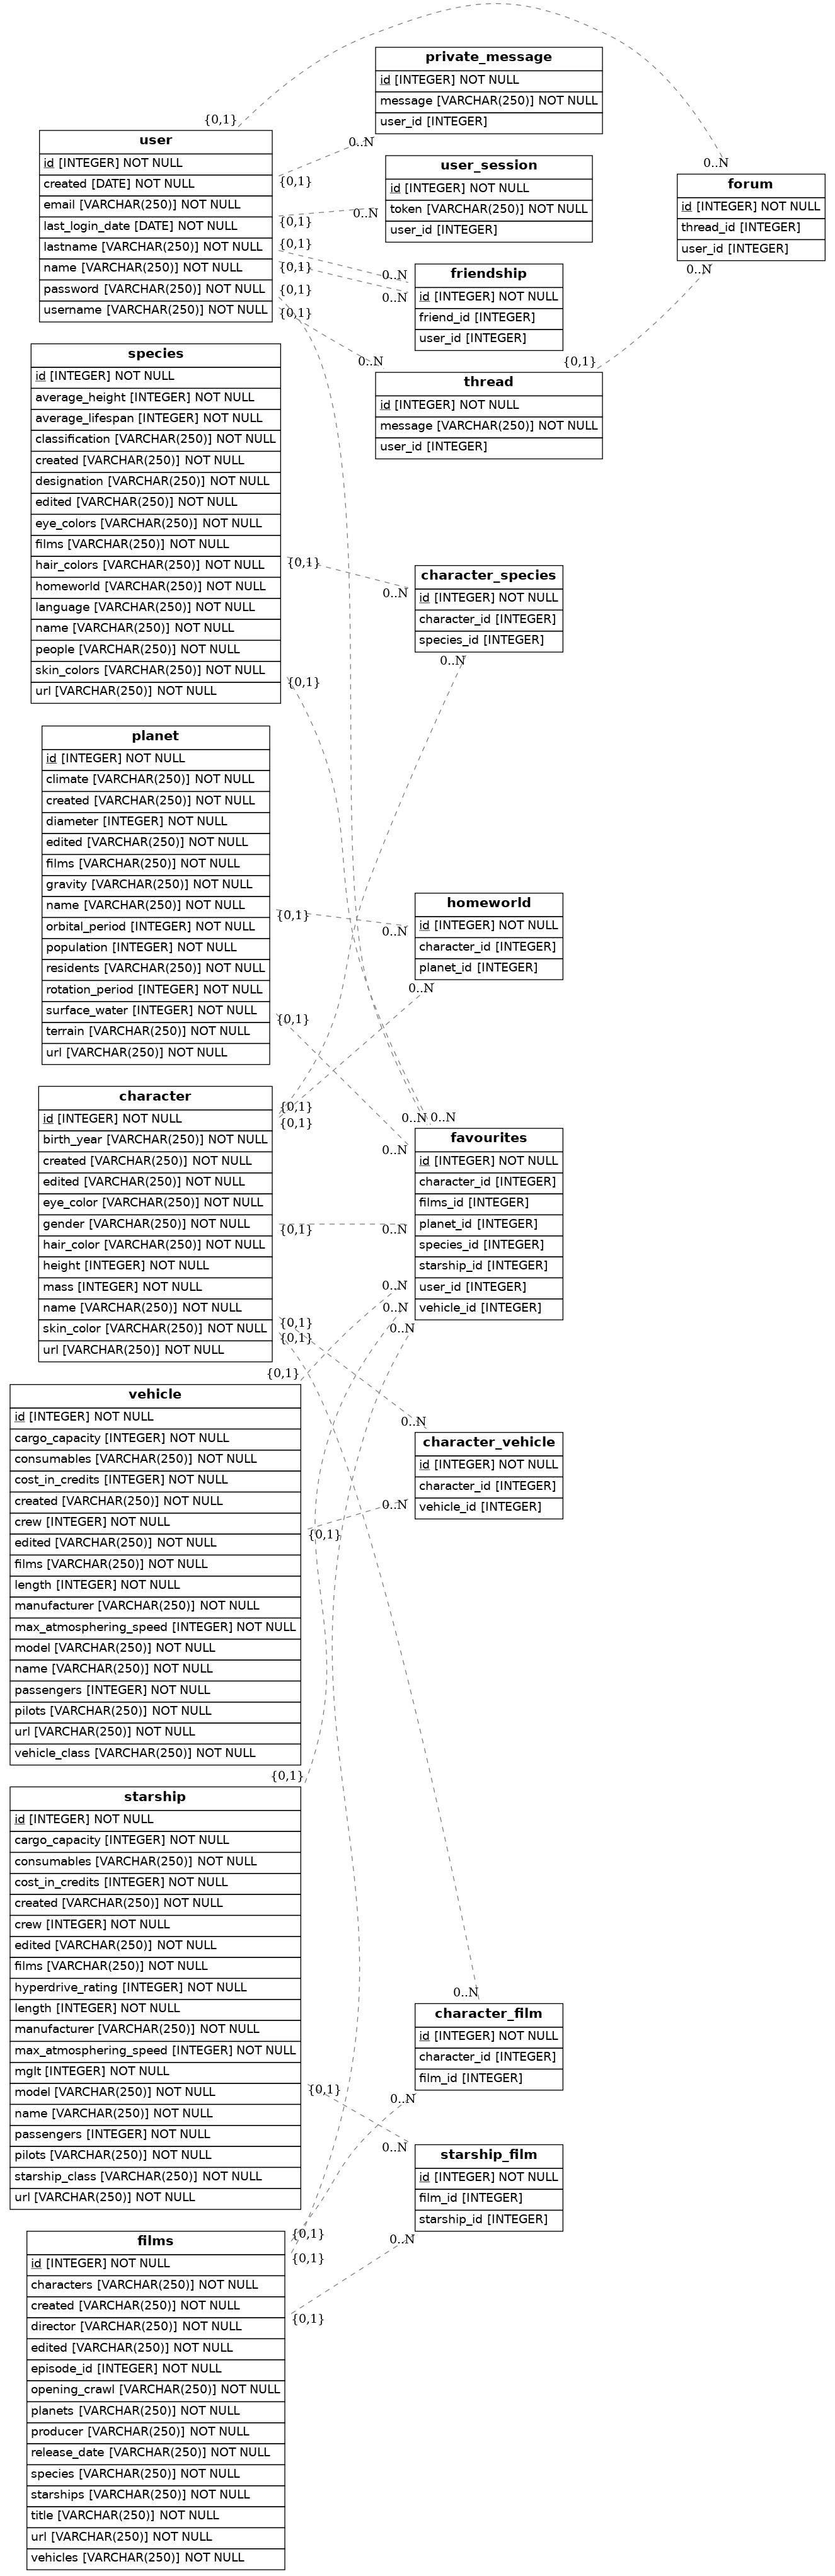 private_message
id [INTEGER] NOT NULL
message [VARCHAR(250)] NOT NULL
user_id [INTEGER]
{0,1}
user
id [INTEGER] NOT NULL
created [DATE] NOT NULL
email [VARCHAR(250)] NOT NULL
last_login_date [DATE] NOT NULL
lastname [VARCHAR(250)] NOT NULL
name [VARCHAR(250)] NOT NULL
password [VARCHAR(250)] NOT NULL
username [VARCHAR(250)] NOT NULL
0..N
{0,1}
user_session
id [INTEGER] NOT NULL
token [VARCHAR(250)] NOT NULL
user_id [INTEGER]
0..N
{0,1}
0..N
forum
id [INTEGER] NOT NULL
thread_id [INTEGER]
user_id [INTEGER]
0..N
{0,1}
{0,1}
{0,1}
{0,1}
0..N
0..N
friendship
id [INTEGER] NOT NULL
friend_id [INTEGER]
user_id [INTEGER]
0..N
{0,1}
thread
id [INTEGER] NOT NULL
message [VARCHAR(250)] NOT NULL
user_id [INTEGER]
species
id [INTEGER] NOT NULL
average_height [INTEGER] NOT NULL
average_lifespan [INTEGER] NOT NULL
classification [VARCHAR(250)] NOT NULL
created [VARCHAR(250)] NOT NULL
designation [VARCHAR(250)] NOT NULL
edited [VARCHAR(250)] NOT NULL
eye_colors [VARCHAR(250)] NOT NULL
films [VARCHAR(250)] NOT NULL
hair_colors [VARCHAR(250)] NOT NULL
homeworld [VARCHAR(250)] NOT NULL
language [VARCHAR(250)] NOT NULL
name [VARCHAR(250)] NOT NULL
people [VARCHAR(250)] NOT NULL
skin_colors [VARCHAR(250)] NOT NULL
url [VARCHAR(250)] NOT NULL
{0,1}
0..N
character_species
id [INTEGER] NOT NULL
character_id [INTEGER]
species_id [INTEGER]
0..N
{0,1}
planet
id [INTEGER] NOT NULL
climate [VARCHAR(250)] NOT NULL
created [VARCHAR(250)] NOT NULL
diameter [INTEGER] NOT NULL
edited [VARCHAR(250)] NOT NULL
films [VARCHAR(250)] NOT NULL
gravity [VARCHAR(250)] NOT NULL
name [VARCHAR(250)] NOT NULL
orbital_period [INTEGER] NOT NULL
population [INTEGER] NOT NULL
residents [VARCHAR(250)] NOT NULL
rotation_period [INTEGER] NOT NULL
surface_water [INTEGER] NOT NULL
terrain [VARCHAR(250)] NOT NULL
url [VARCHAR(250)] NOT NULL
{0,1}
0..N
homeworld
id [INTEGER] NOT NULL
character_id [INTEGER]
planet_id [INTEGER]
0..N
{0,1}
character
id [INTEGER] NOT NULL
birth_year [VARCHAR(250)] NOT NULL
created [VARCHAR(250)] NOT NULL
edited [VARCHAR(250)] NOT NULL
eye_color [VARCHAR(250)] NOT NULL
gender [VARCHAR(250)] NOT NULL
hair_color [VARCHAR(250)] NOT NULL
height [INTEGER] NOT NULL
mass [INTEGER] NOT NULL
name [VARCHAR(250)] NOT NULL
skin_color [VARCHAR(250)] NOT NULL
url [VARCHAR(250)] NOT NULL
{0,1}
{0,1}
0..N
0..N
0..N
{0,1}
0..N
favourites
id [INTEGER] NOT NULL
character_id [INTEGER]
films_id [INTEGER]
planet_id [INTEGER]
species_id [INTEGER]
starship_id [INTEGER]
user_id [INTEGER]
vehicle_id [INTEGER]
0..N
0..N
0..N
{0,1}
{0,1}
{0,1}
vehicle
id [INTEGER] NOT NULL
cargo_capacity [INTEGER] NOT NULL
consumables [VARCHAR(250)] NOT NULL
cost_in_credits [INTEGER] NOT NULL
created [VARCHAR(250)] NOT NULL
crew [INTEGER] NOT NULL
edited [VARCHAR(250)] NOT NULL
films [VARCHAR(250)] NOT NULL
length [INTEGER] NOT NULL
manufacturer [VARCHAR(250)] NOT NULL
max_atmosphering_speed [INTEGER] NOT NULL
model [VARCHAR(250)] NOT NULL
name [VARCHAR(250)] NOT NULL
passengers [INTEGER] NOT NULL
pilots [VARCHAR(250)] NOT NULL
url [VARCHAR(250)] NOT NULL
vehicle_class [VARCHAR(250)] NOT NULL
0..N
character_vehicle
id [INTEGER] NOT NULL
character_id [INTEGER]
vehicle_id [INTEGER]
0..N
{0,1}
{0,1}
starship
id [INTEGER] NOT NULL
cargo_capacity [INTEGER] NOT NULL
consumables [VARCHAR(250)] NOT NULL
cost_in_credits [INTEGER] NOT NULL
created [VARCHAR(250)] NOT NULL
crew [INTEGER] NOT NULL
edited [VARCHAR(250)] NOT NULL
films [VARCHAR(250)] NOT NULL
hyperdrive_rating [INTEGER] NOT NULL
length [INTEGER] NOT NULL
manufacturer [VARCHAR(250)] NOT NULL
max_atmosphering_speed [INTEGER] NOT NULL
mglt [INTEGER] NOT NULL
model [VARCHAR(250)] NOT NULL
name [VARCHAR(250)] NOT NULL
passengers [INTEGER] NOT NULL
pilots [VARCHAR(250)] NOT NULL
starship_class [VARCHAR(250)] NOT NULL
url [VARCHAR(250)] NOT NULL
0..N
character_film
id [INTEGER] NOT NULL
character_id [INTEGER]
film_id [INTEGER]
{0,1}
0..N
0..N
starship_film
id [INTEGER] NOT NULL
film_id [INTEGER]
starship_id [INTEGER]
0..N
{0,1}
{0,1}
{0,1}
films
id [INTEGER] NOT NULL
characters [VARCHAR(250)] NOT NULL
created [VARCHAR(250)] NOT NULL
director [VARCHAR(250)] NOT NULL
edited [VARCHAR(250)] NOT NULL
episode_id [INTEGER] NOT NULL
opening_crawl [VARCHAR(250)] NOT NULL
planets [VARCHAR(250)] NOT NULL
producer [VARCHAR(250)] NOT NULL
release_date [VARCHAR(250)] NOT NULL
species [VARCHAR(250)] NOT NULL
starships [VARCHAR(250)] NOT NULL
title [VARCHAR(250)] NOT NULL
url [VARCHAR(250)] NOT NULL
vehicles [VARCHAR(250)] NOT NULL